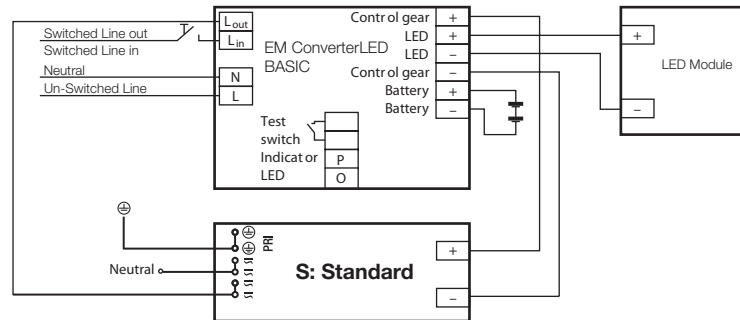 Switched Line out
Switched Line in
Neutral
Un-Switched Line
Lout
Lin
N
L
EM ConverterLED
BASIC
Control gear +
LED +
LED –
Control gear –
Battery +
Battery –
Test
switch
Indicator P
LED O
+
–
LED Module
Neutral
PRI
S: Standard
+
–